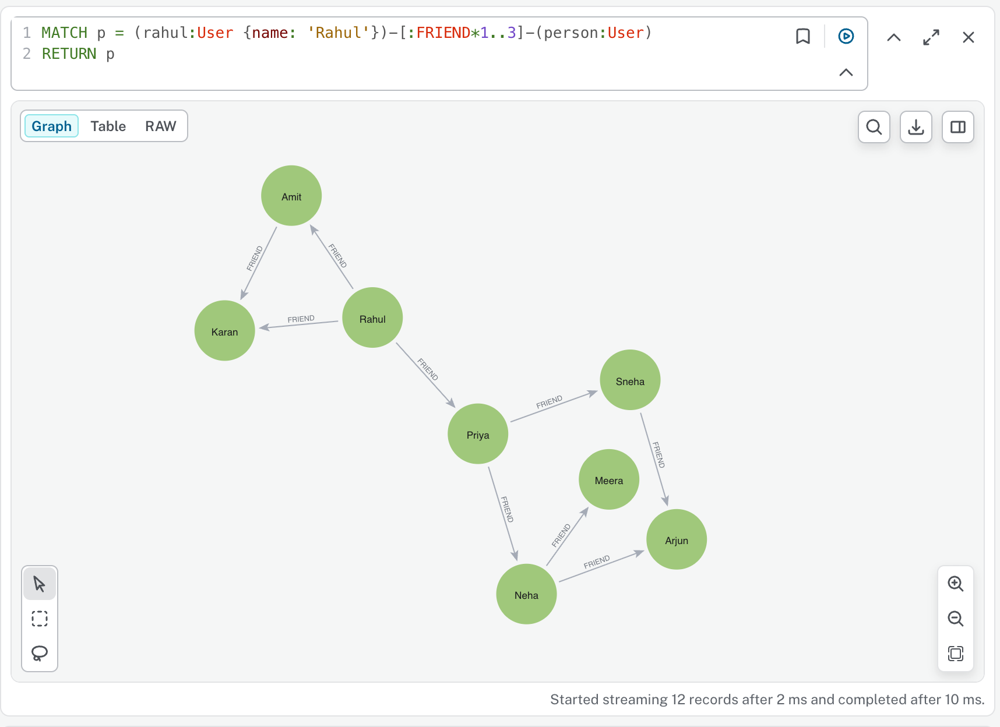 1 MATCH p = (rahul:User {name: 'Rahul'})-[:FRIEND*1..3]-(person:User)
2 RETURN p
Graph Table RAW
Amit
FRIEND
FRIEND
Rahul
FRIEND
Karan
FRIEND
Sneha
FRIEND
Priya
FRIEND
Meera
FRIEND
FRIEND
Arjun
FRIEND
Neha
Started streaming 12 records after 2 ms and completed after 10 ms.